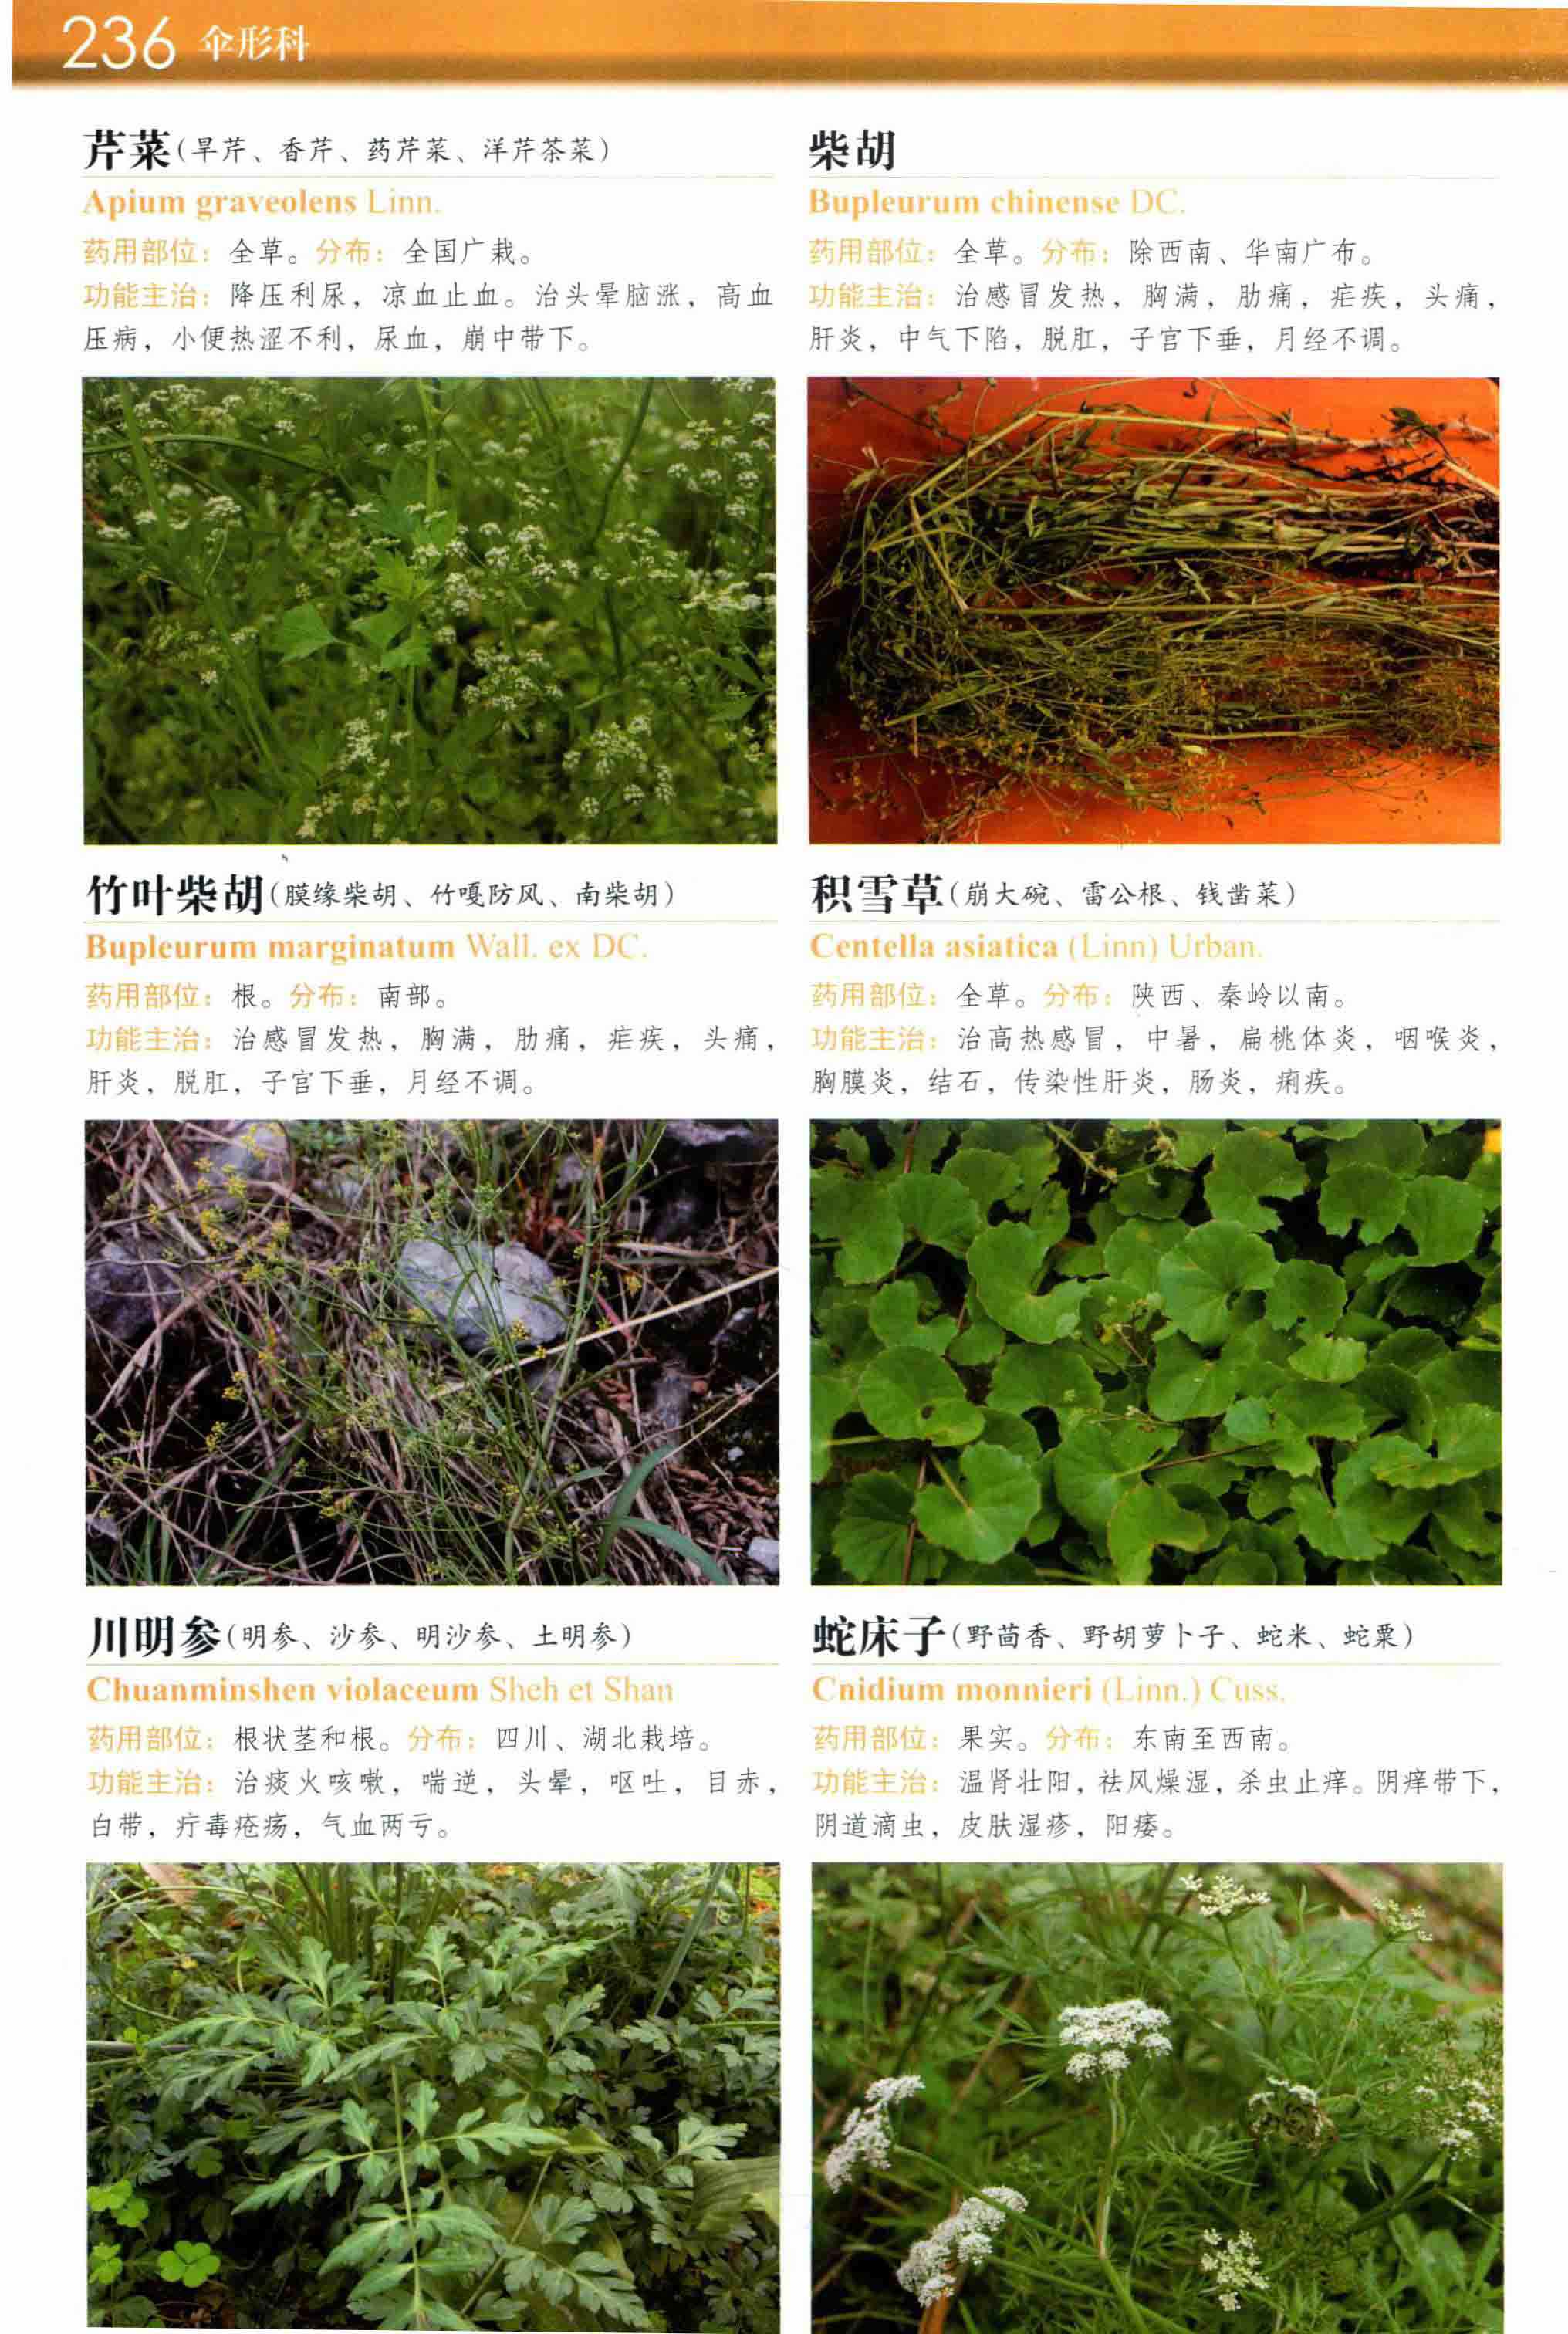 236 伞形科
芹菜(旱芹、香芹、药芹菜、洋芹茶菜)
Apium graveolens Linn.
药用部位：全草。分布：全国广栽。
功能主治：降压利尿，凉血止血。治头晕脑涨，高血
压病，小便热涩不利，尿血，崩中带下。
柴胡
Bupleurum chinense DC.
药用部位：全草。分布：除西南、华南广布。
功能主治：治感冒发热，胸满，肋痛，疟疾，头痛，
肝炎，中气下陷，脱肛，子宫下垂，月经不调。
竹叶柴胡(膜缘柴胡、竹嘎防风、南柴胡)
Bupleurum marginatum Wall. ex DC.
药用部位：根。分布：南部。
功能主治：治感冒发热，胸满，肋痛，疟疾，头痛，
肝炎，脱肛，子宫下垂，月经不调。
积雪草(崩大碗、雷公根、钱凿菜)
Centella asiatica (Linn) Urban.
药用部位：全草。分布：陕西、秦岭以南。
功能主治：治高热感冒，中暑，扁桃体炎，咽喉炎，
胸膜炎，结石，传染性肝炎，肠炎，痢疾。
川明参(明参、沙参、明沙参、土明参)
Chuanminshen violaceum Sheh et Shan
药用部位：根状茎和根。分布：四川、湖北栽培。
功能主治：治痰火咳嗽，喘逆，头晕，呕吐，目赤，
白带，疔毒疮疡，气血两亏。
蛇床子(野茴香、野胡萝卜子、蛇米、蛇粟)
Cnidium monnieri (Linn.) Cuss.
药用部位：果实。分布：东南至西南。
功能主治：温肾壮阳，祛风燥湿，杀虫止痒。阴痒带下，
阴道滴虫，皮肤湿疹，阳痿。